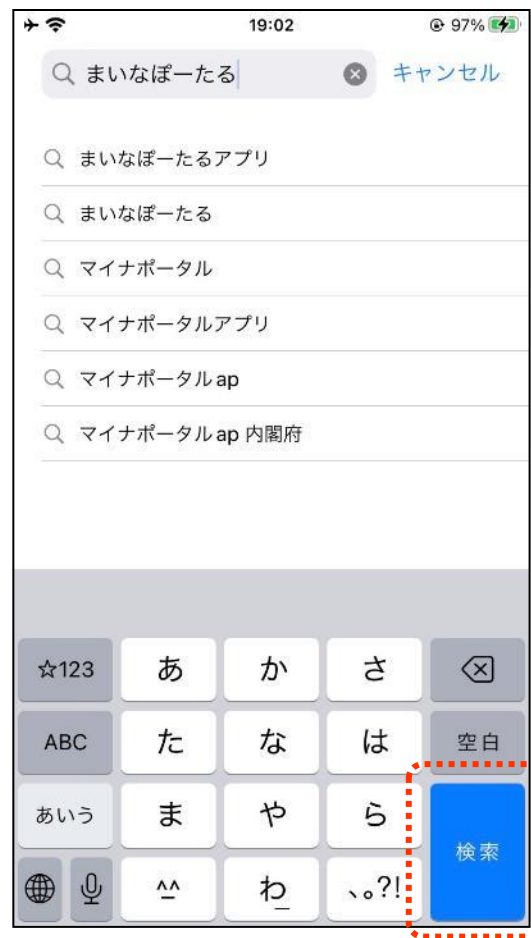 19:02
97%
まいなぽーたる
キャンセル
まいなぽーたるアプリ
まいなぽーたる
マイナポータル
マイナポータルアプリ
マイナポータル ap
マイナポータル ap 内閣府
☆123 あ か さ
ABC た な は 空白
あいう ま や ら 検索
^^ わ 、。?!